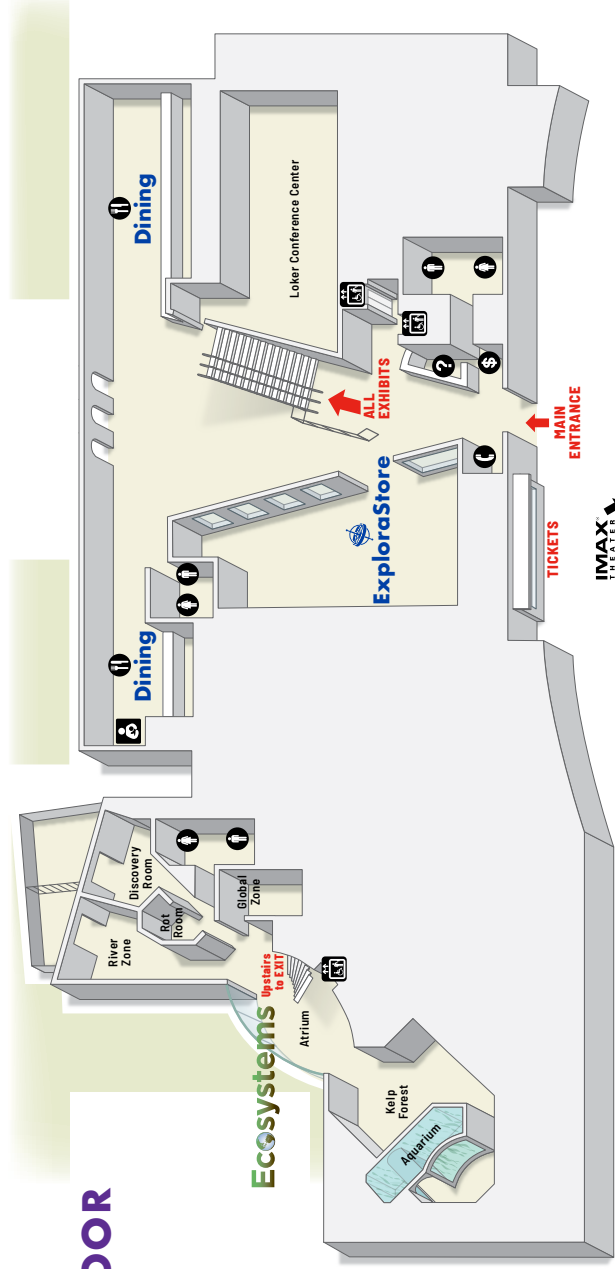 Dining
Dining
River
Zone
Discovery
Room
Rot
Room
Global
Zone
Ecosystems
Upstairs
to EXIT
Atrium
Kelp
Forest
Aquarium
Loker Conference Center
ALL
EXHIBITS
ExploraStore
?
$
MAIN
ENTRANCE
TICKETS
IMAX
THEATER